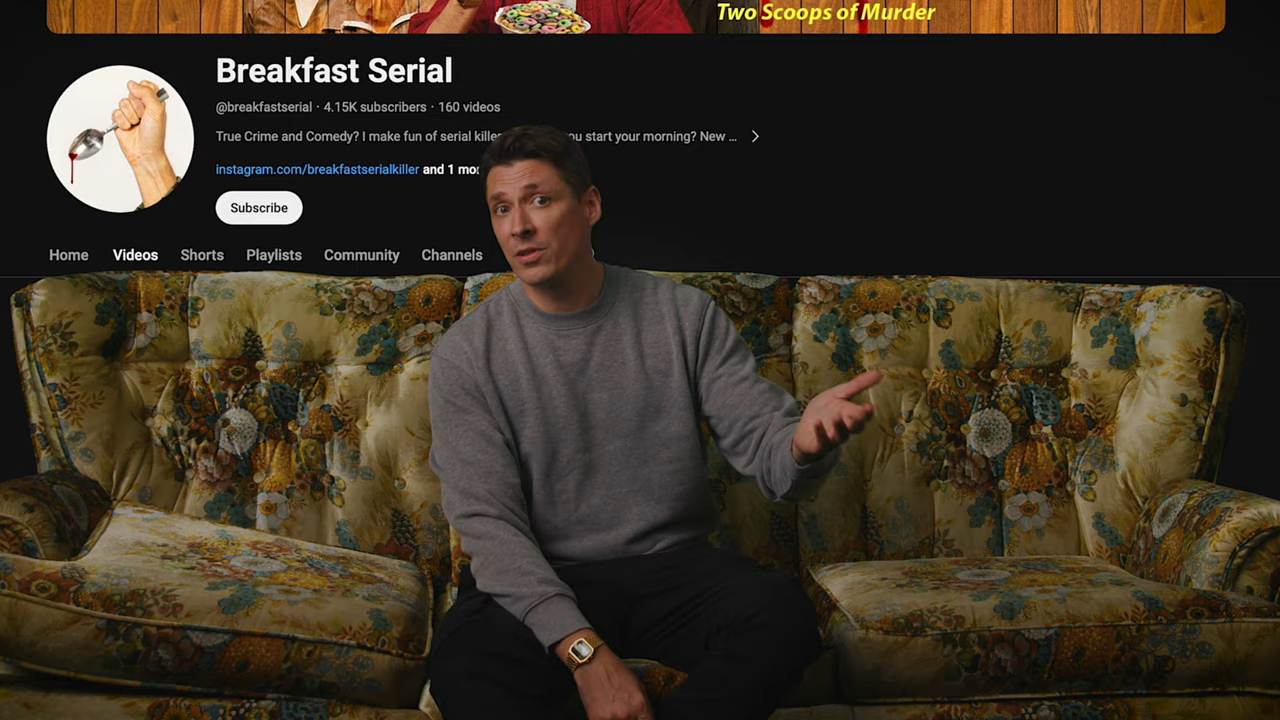 Two Scoops of Murder
Breakfast Serial
@breakfastserial · 4.15K subscribers · 160 videos
True Crime and Comedy? I make fun of serial killer ou start your morning? New ...
instagram.com/breakfastserialkiller and 1 mo
Subscribe
Home Videos Shorts Playlists Community Channels